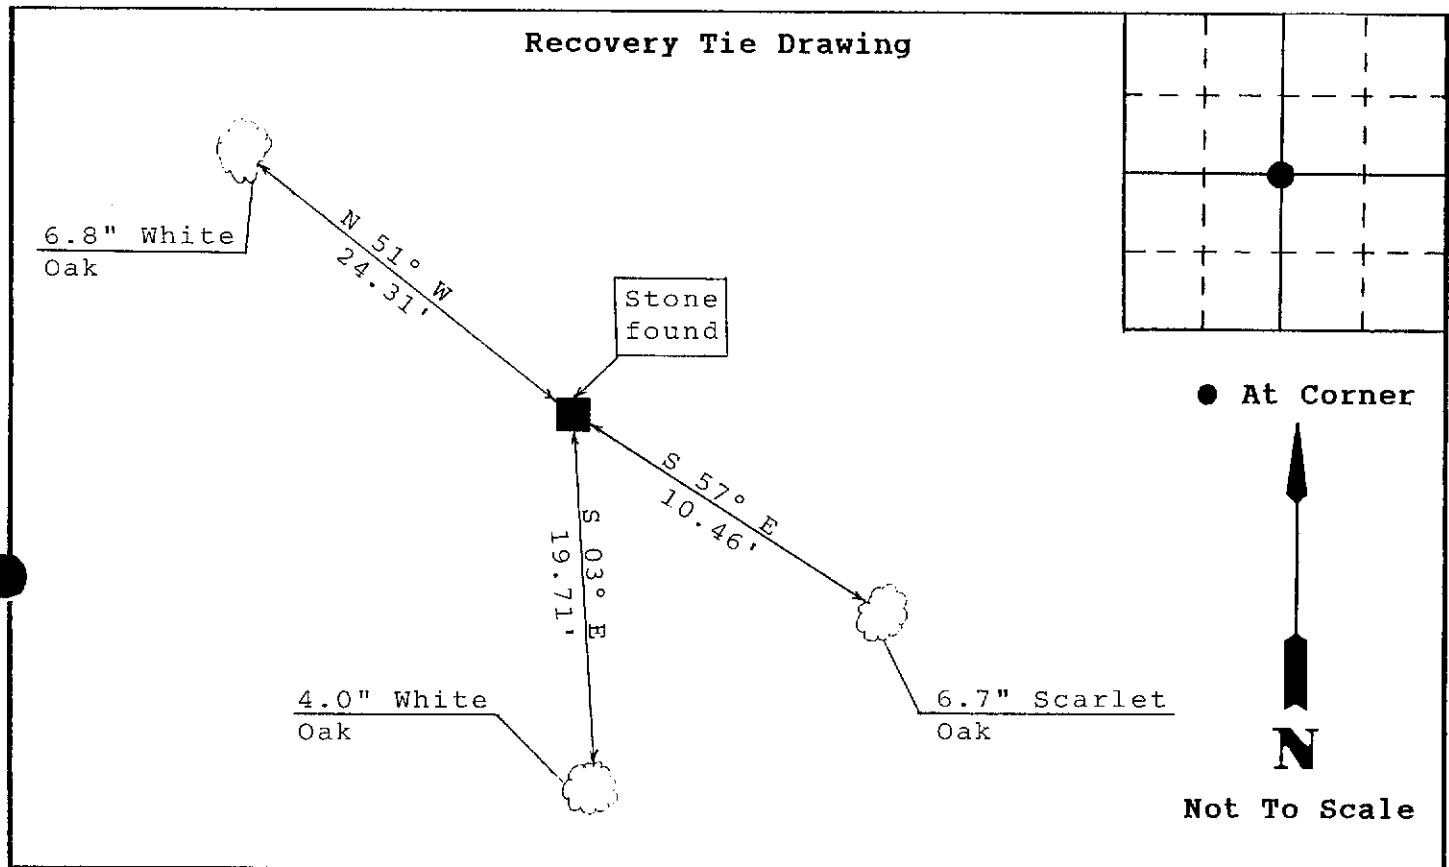 Recovery Tie Drawing
6.8" White
Oak
N 51° W
24.31'
Stone
found
At Corner
S 57° E
10.46'
S 03° E
19.71'
4.0" White
Oak
6.7" Scarlet
Oak
N
Not To Scale